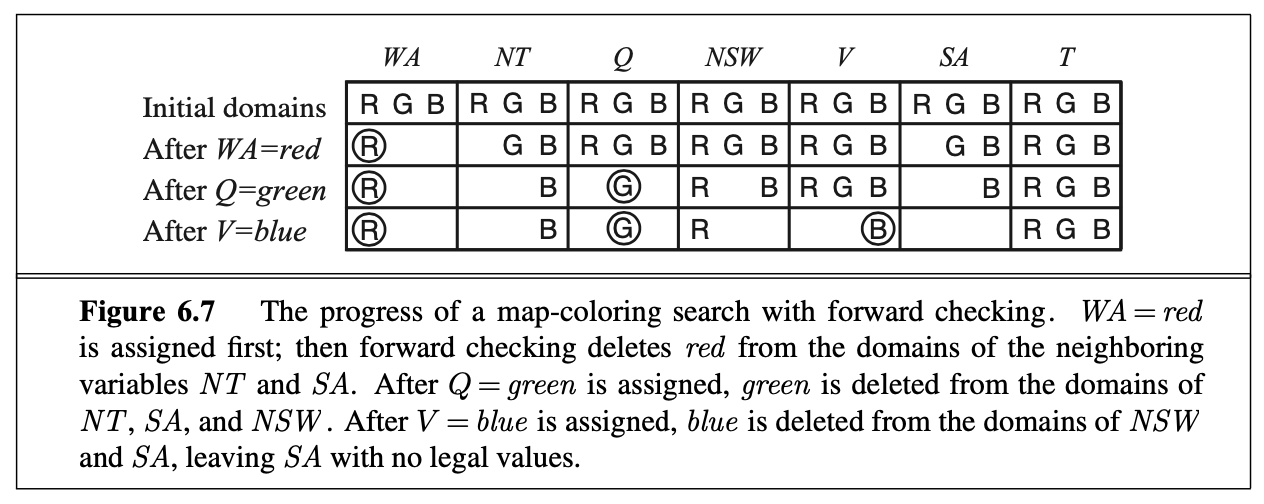 WA NT Q NSW V SA T
Initial domains R G B R G B R G B R G B R G B R G B R G B
After WA=red R G B R G B R G B R G B G B R G B
After Q=green R B G R B R G B B R G B
After V=blue R B G R B R G B
Figure 6.7 The progress of a map-coloring search with forward checking. WA = red
is assigned first; then forward checking deletes red from the domains of the neighboring
variables NT and SA. After Q = green is assigned, green is deleted from the domains of
NT, SA, and NSW. After V = blue is assigned, blue is deleted from the domains of NSW
and SA, leaving SA with no legal values.